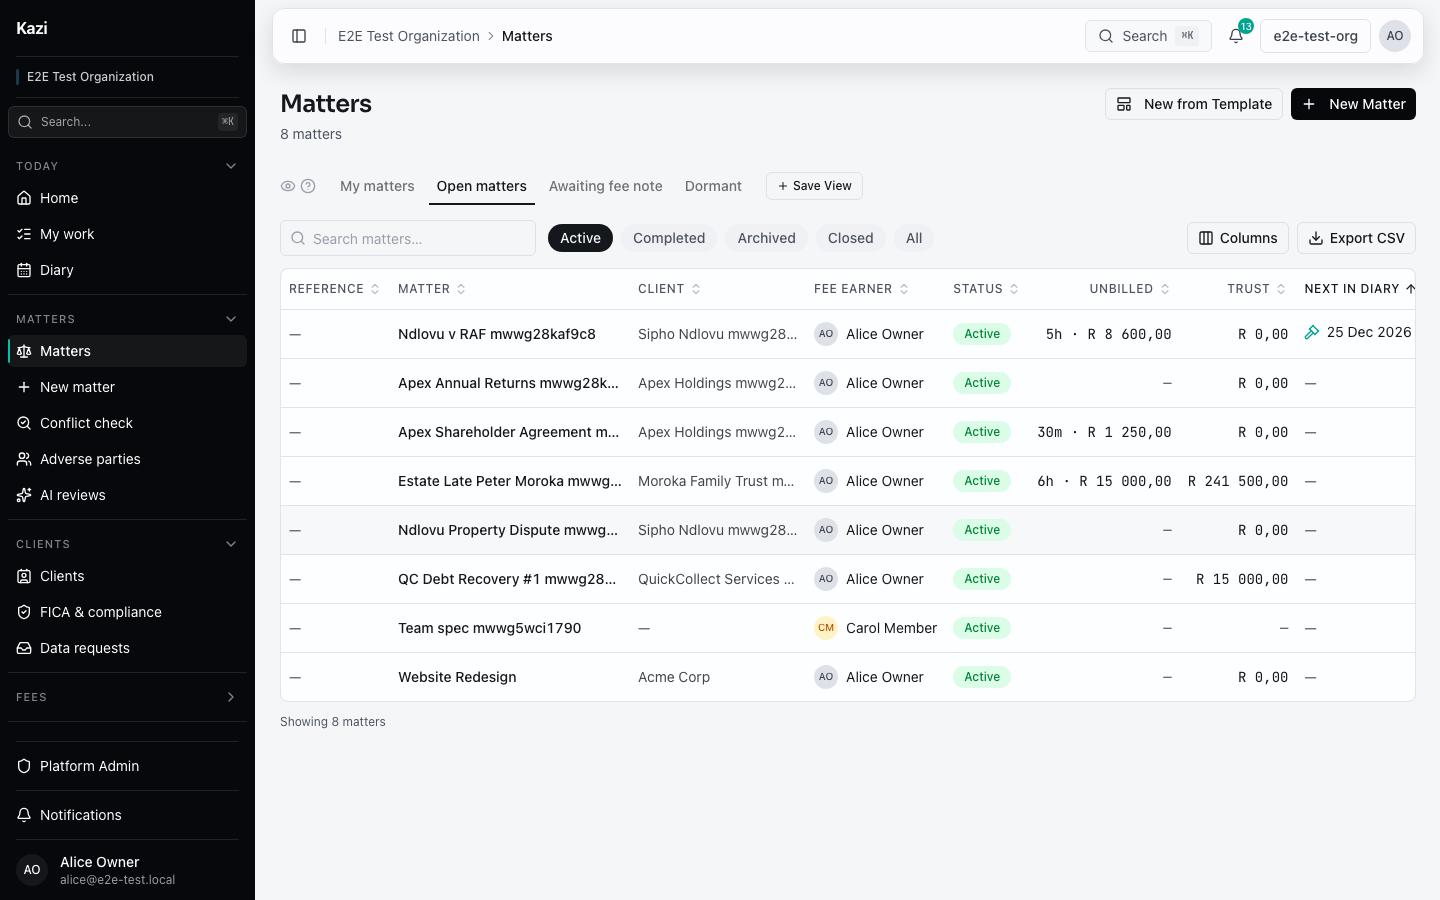 Kazi
E2E Test Organization
Search... ⌘K
TODAY
Home
My work
Diary
MATTERS
Matters
New matter
Conflict check
Adverse parties
AI reviews
CLIENTS
Clients
FICA & compliance
Data requests
FEES
Platform Admin
Notifications
AO Alice Owner
alice@e2e-test.local
E2E Test Organization > Matters
Search ⌘K
13
e2e-test-org
AO
Matters
8 matters
New from Template
+ New Matter
My matters Open matters Awaiting fee note Dormant + Save View
Search matters...
Active Completed Archived Closed All
Columns Export CSV
REFERENCE MATTER CLIENT FEE EARNER STATUS UNBILLED TRUST NEXT IN DIARY ↑
— Ndlovu v RAF mwwg28kaf9c8 Sipho Ndlovu mwwg28... AO Alice Owner Active 5h · R 8 600,00 R 0,00 25 Dec 2026
— Apex Annual Returns mwwg28k... Apex Holdings mwwg2... AO Alice Owner Active — R 0,00 —
— Apex Shareholder Agreement m... Apex Holdings mwwg2... AO Alice Owner Active 30m · R 1 250,00 R 0,00 —
— Estate Late Peter Moroka mwwg... Moroka Family Trust m... AO Alice Owner Active 6h · R 15 000,00 R 241 500,00 —
— Ndlovu Property Dispute mwwg... Sipho Ndlovu mwwg28... AO Alice Owner Active — R 0,00 —
— QC Debt Recovery #1 mwwg28... QuickCollect Services ... AO Alice Owner Active — R 15 000,00 —
— Team spec mwwg5wci1790 — CM Carol Member Active — — —
— Website Redesign Acme Corp AO Alice Owner Active — R 0,00 —
Showing 8 matters